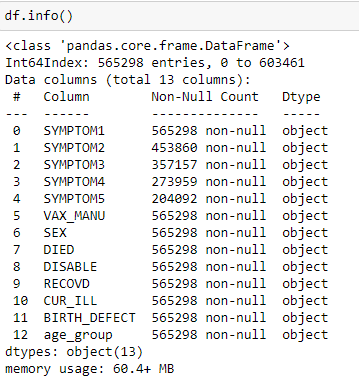 df.info()
<class 'pandas.core.frame.DataFrame'>
Int64Index: 565298 entries, 0 to 603461
Data columns (total 13 columns):
 #   Column        Non-Null Count   Dtype
---  ------        --------------   -----
 0   SYMPTOM1      565298 non-null  object
 1   SYMPTOM2      453860 non-null  object
 2   SYMPTOM3      357157 non-null  object
 3   SYMPTOM4      273959 non-null  object
 4   SYMPTOM5      204092 non-null  object
 5   VAX_MANU      565298 non-null  object
 6   SEX           565298 non-null  object
 7   DIED          565298 non-null  object
 8   DISABLE       565298 non-null  object
 9   RECOVD        565298 non-null  object
 10  CUR_ILL       565298 non-null  object
 11  BIRTH_DEFECT  565298 non-null  object
 12  age_group     565298 non-null  object
dtypes: object(13)
memory usage: 60.4+ MB